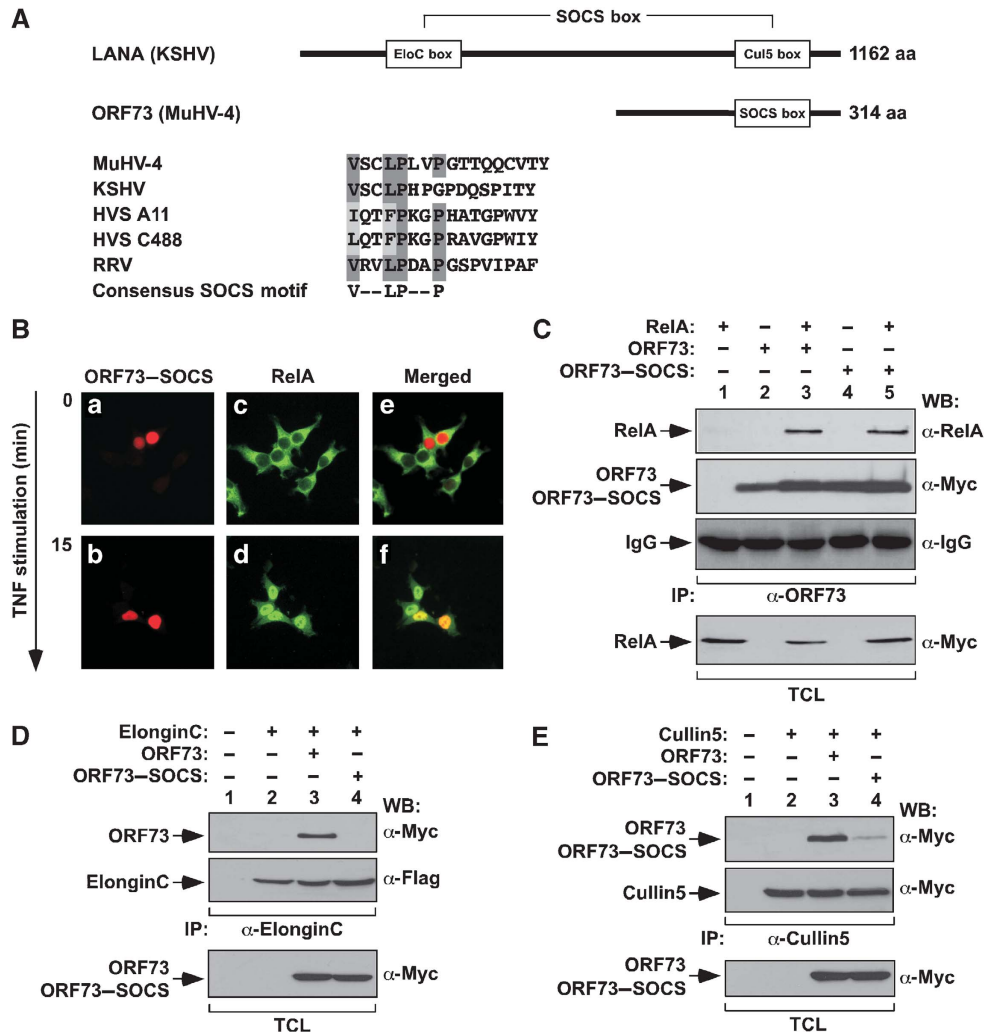 A
SOCS box
LANA (KSHV) EloC box Cul5 box 1162 aa
ORF73 (MuHV-4) SOCS box 314 aa
MuHV-4 VSCLPLVPGTTQQCVTY
KSHV VSCLPHPGPDQSPITY
HVS A11 IQTFPKGPHATGPWVY
HVS C488 LQTFPKGPRAVGPWIY
RRV VRVLPDAPGSPVIPAF
Consensus SOCS motif V--LP--P
B
ORF73–SOCS RelA Merged
TNF stimulation (min)
0
a c e
15
b d f
C
RelA: + – + – +
ORF73: – + + – –
ORF73–SOCS: – – – + +
1 2 3 4 5 WB:
RelA α-RelA
ORF73
ORF73–SOCS α-Myc
IgG α-IgG
IP: α-ORF73
RelA α-Myc
TCL
D
ElonginC: – + + +
ORF73: – – + –
ORF73–SOCS: – – – +
1 2 3 4 WB:
ORF73 α-Myc
ElonginC α-Flag
IP: α-ElonginC
ORF73
ORF73–SOCS α-Myc
TCL
E
Cullin5: – + + +
ORF73: – – + –
ORF73–SOCS: – – – +
1 2 3 4 WB:
ORF73
ORF73–SOCS α-Myc
Cullin5 α-Myc
IP: α-Cullin5
ORF73
ORF73–SOCS α-Myc
TCL